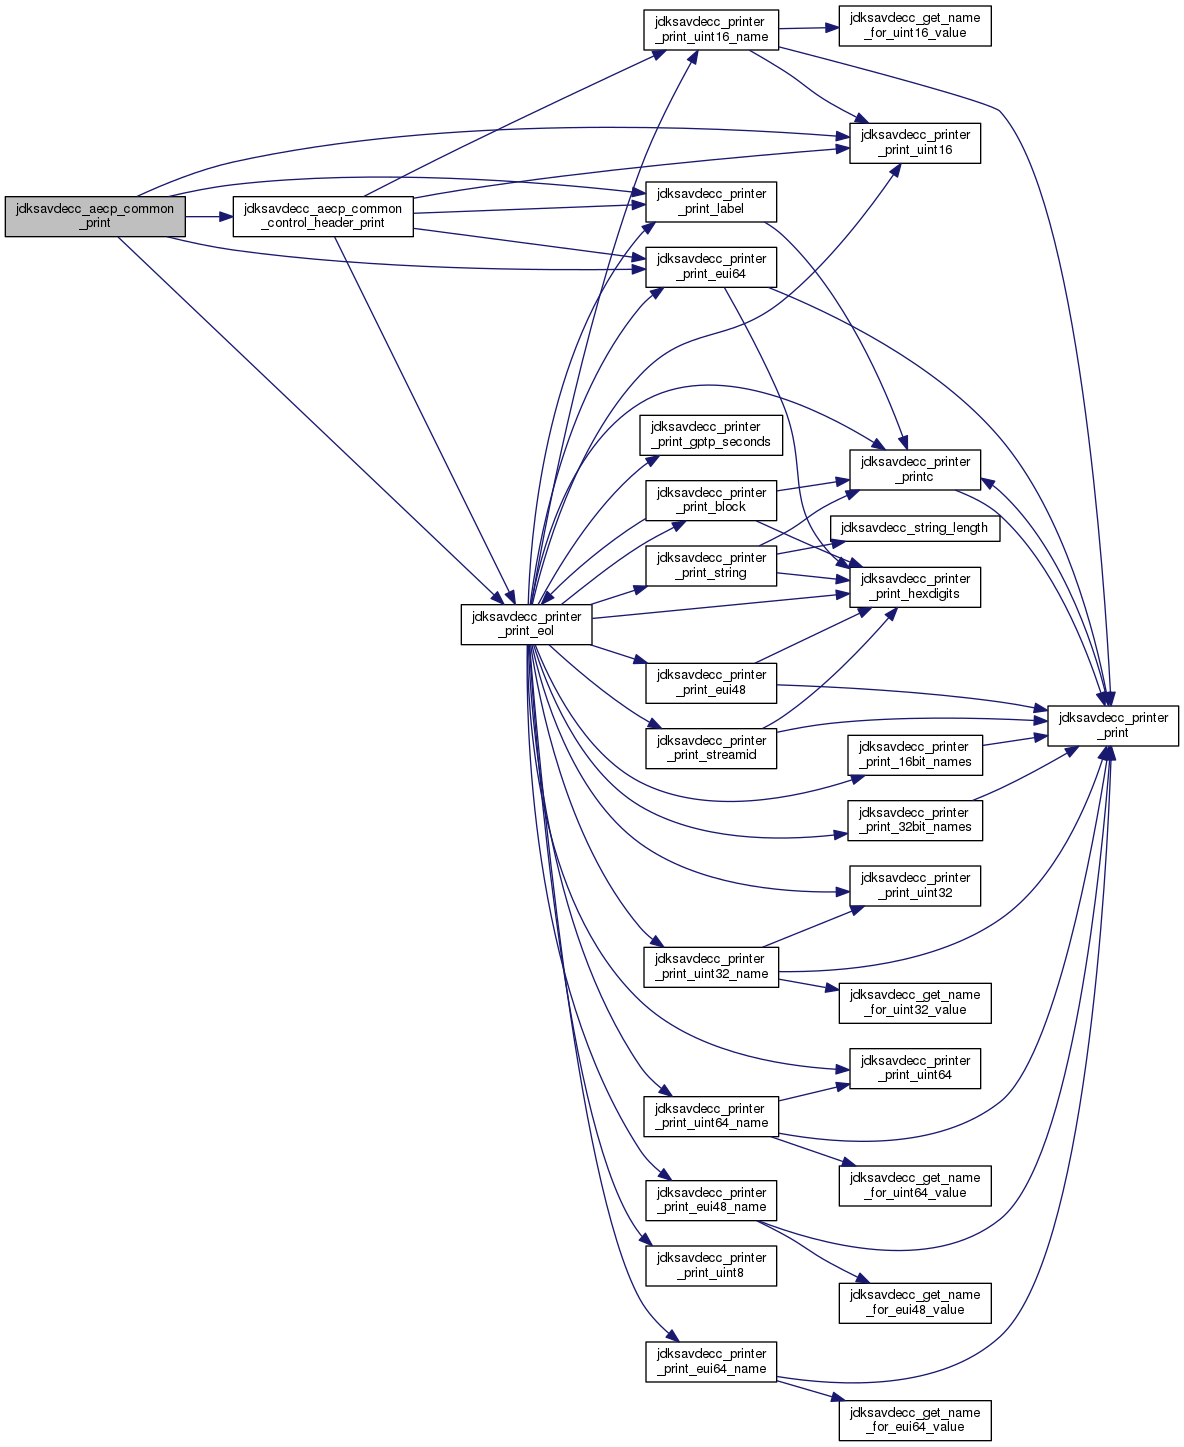 jdksavdecc_printer
_print_uint16_name
jdksavdecc_get_name
_for_uint16_value
jdksavdecc_printer
_print_uint16
jdksavdecc_aecp_common
_print
jdksavdecc_aecp_common
_control_header_print
jdksavdecc_printer
_print_label
jdksavdecc_printer
_print_eui64
jdksavdecc_printer
_print_gptp_seconds
jdksavdecc_printer
_printc
jdksavdecc_printer
_print_block
jdksavdecc_string_length
jdksavdecc_printer
_print_string
jdksavdecc_printer
_print_hexdigits
jdksavdecc_printer
_print_eol
jdksavdecc_printer
_print_eui48
jdksavdecc_printer
_print
jdksavdecc_printer
_print_streamid
jdksavdecc_printer
_print_16bit_names
jdksavdecc_printer
_print_32bit_names
jdksavdecc_printer
_print_uint32
jdksavdecc_printer
_print_uint32_name
jdksavdecc_get_name
_for_uint32_value
jdksavdecc_printer
_print_uint64
jdksavdecc_printer
_print_uint64_name
jdksavdecc_get_name
_for_uint64_value
jdksavdecc_printer
_print_eui48_name
jdksavdecc_printer
_print_uint8
jdksavdecc_get_name
_for_eui48_value
jdksavdecc_printer
_print_eui64_name
jdksavdecc_get_name
_for_eui64_value